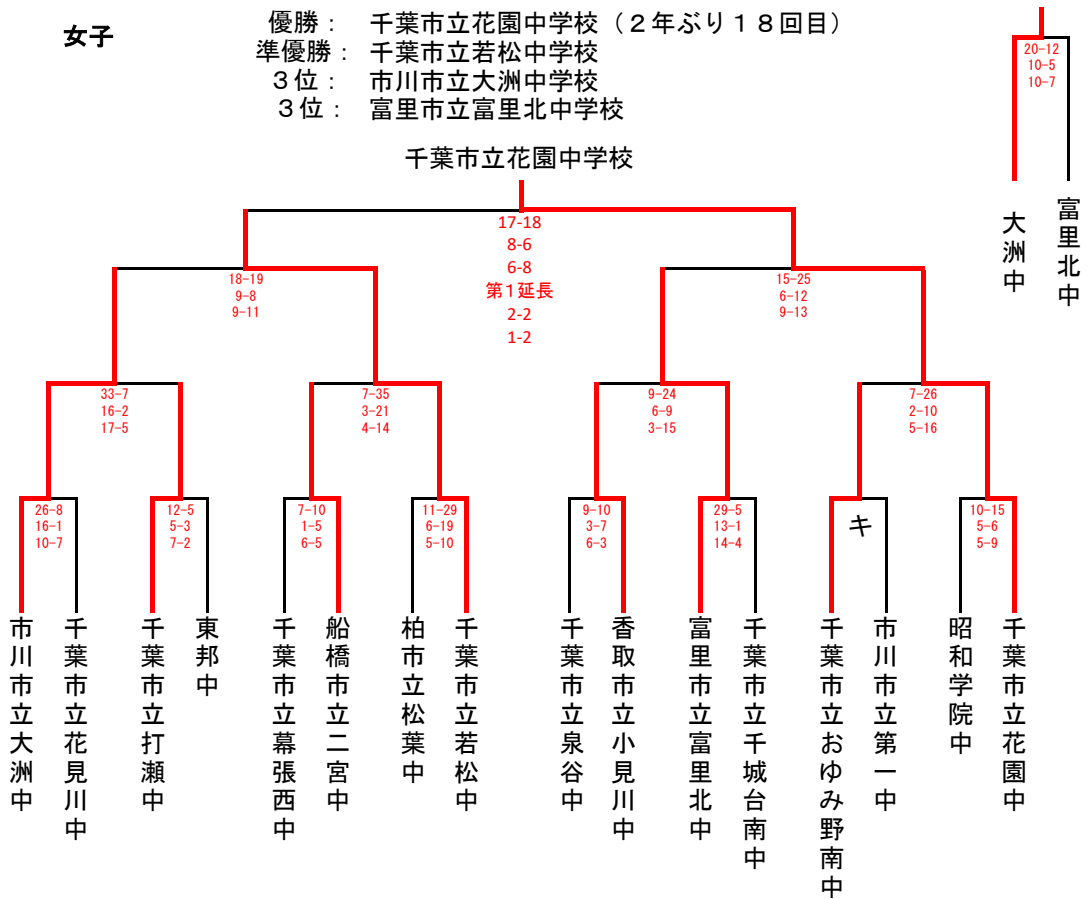 女子
優勝： 千葉市立花園中学校（２年ぶり１８回目）
準優勝： 千葉市立若松中学校
３位： 市川市立大洲中学校
３位： 富里市立富里北中学校
20-12
10-5
10-7
大洲中
富里北中
千葉市立花園中学校
17-18
8-6
6-8
第1延長
2-2
1-2
18-19
9-8
9-11
15-25
6-12
9-13
33-7
16-2
17-5
7-35
3-21
4-14
9-24
6-9
3-15
7-26
2-10
5-16
26-8
16-1
10-7
12-5
5-3
7-2
7-10
1-5
6-5
11-29
6-19
5-10
9-10
3-7
6-3
29-5
13-1
14-4
キ
10-15
5-6
5-9
市川市立大洲中
千葉市立花見川中
千葉市立打瀬中
東邦中
千葉市立幕張西中
船橋市立二宮中
柏市立松葉中
千葉市立若松中
千葉市立泉谷中
香取市立小見川中
富里市立富里北中
千葉市立千城台南中
千葉市立おゆみ野南中
市川市立第一中
昭和学院中
千葉市立花園中